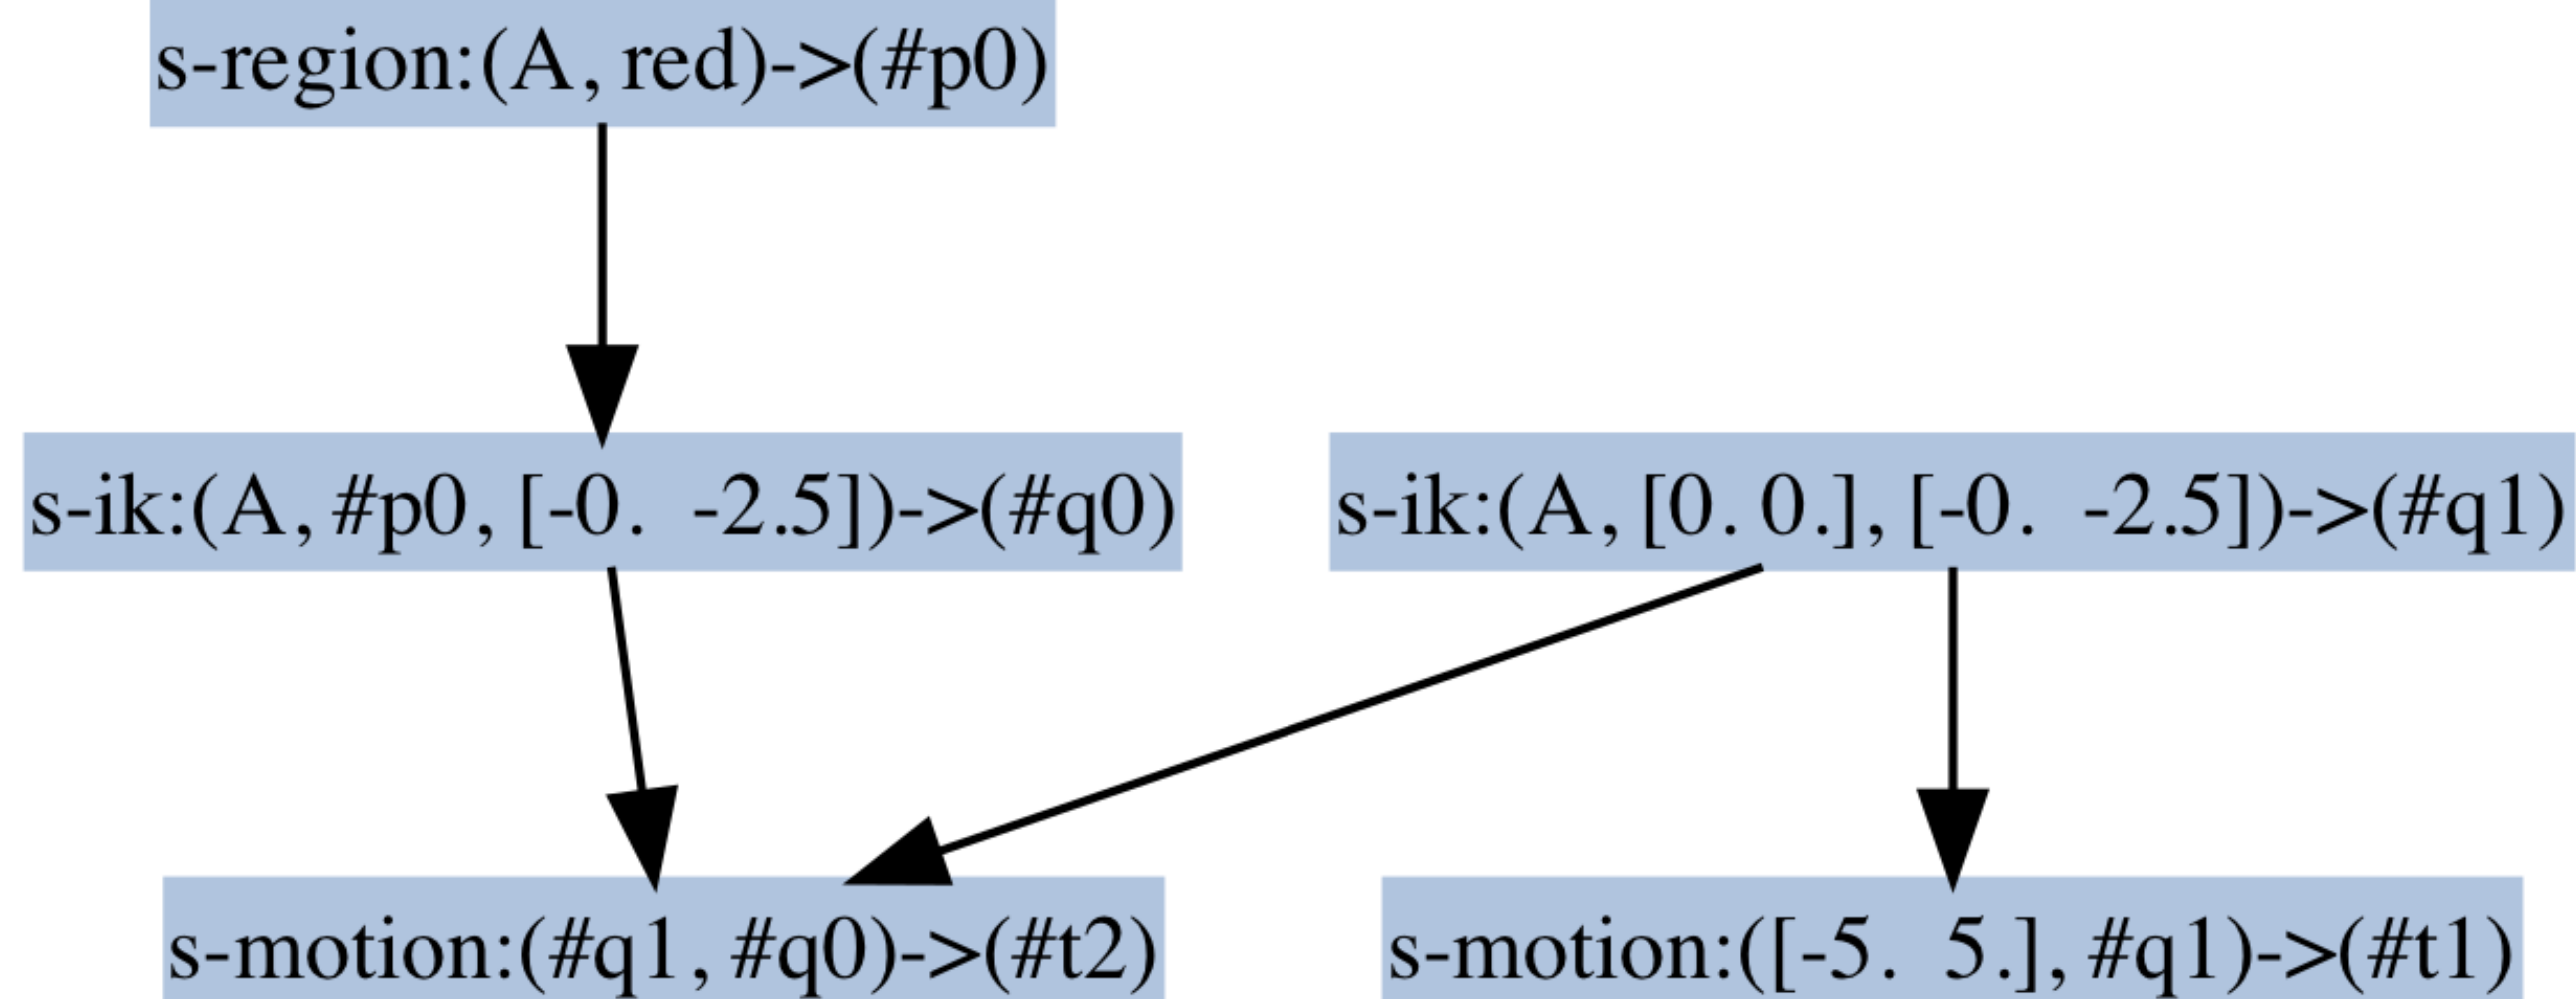 s-region:(A, red)->(#p0)
s-ik:(A, #p0, [-0.  -2.5])->(#q0)
s-ik:(A, [0. 0.], [-0.  -2.5])->(#q1)
s-motion:(#q1, #q0)->(#t2)
s-motion:([-5.  5.], #q1)->(#t1)